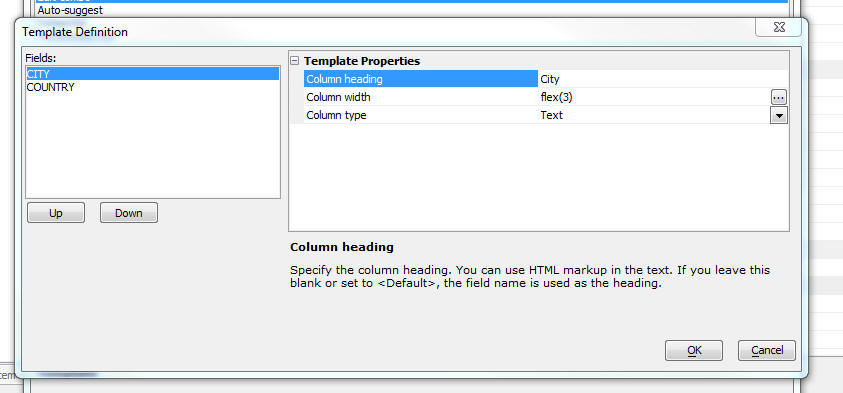 Auto-suggest
Template Definition
Fields:
CITY
COUNTRY
Up Down
Template Properties
Column heading City
Column width flex(3) ...
Column type Text
Column heading
Specify the column heading. You can use HTML markup in the text. If you leave this
blank or set to <Default>, the field name is used as the heading.
OK Cancel